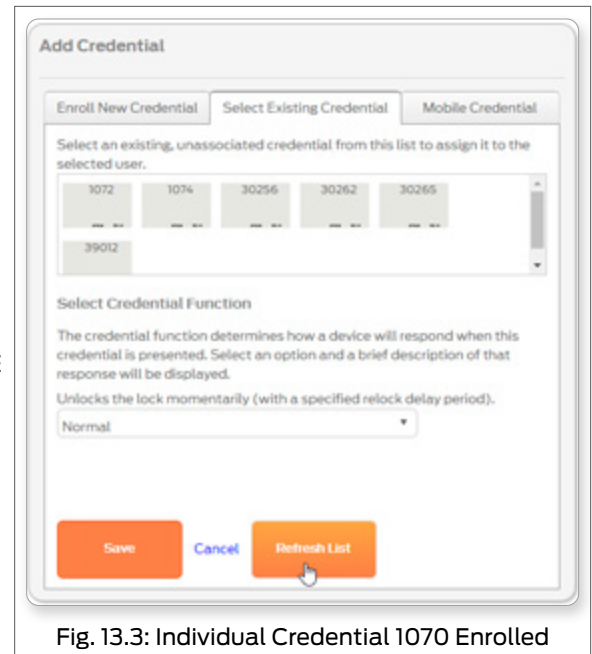 Add Credential
Enroll New Credential Select Existing Credential Mobile Credential
Select an existing, unassociated credential from this list to assign it to the
selected user.
1072 1074 30256 30262 30265
39012
Select Credential Function
The credential function determines how a device will respond when this
credential is presented. Select an option and a brief description of that
response will be displayed.
Unlocks the lock momentarily (with a specified relock delay period).
Normal
Save Cancel Refresh List
Fig. 13.3: Individual Credential 1070 Enrolled